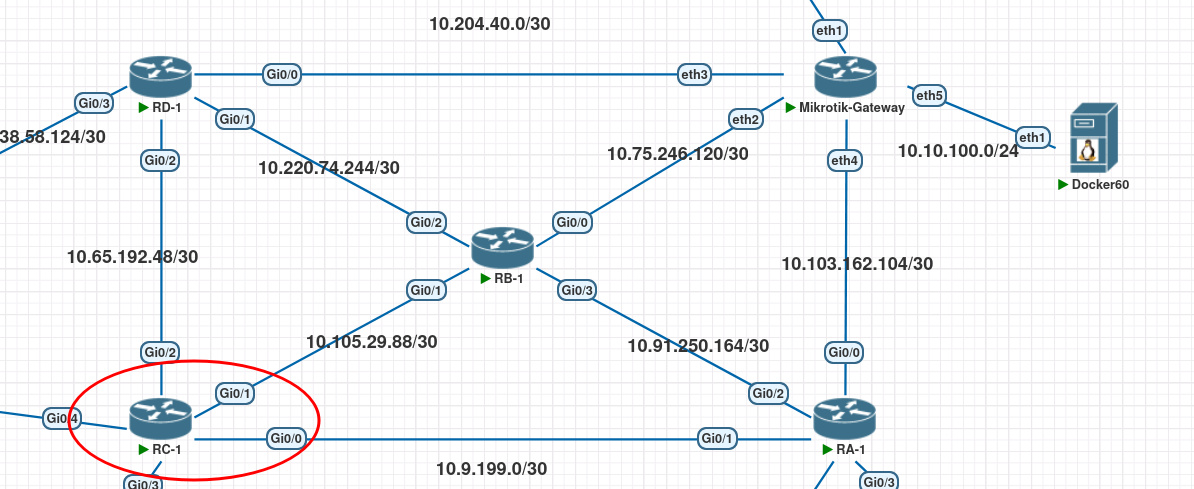 10.204.40.0/30
eth1
Gi0/0
eth3
RD-1
Mikrotik-Gateway
Gi0/3
eth5
Gi0/1
eth2
38.58.124/30
eth1
Gi0/2
10.220.74.244/30
10.75.246.120/30
eth4
10.10.100.0/24
Docker60
Gi0/2
Gi0/0
10.65.192.48/30
RB-1
10.103.162.104/30
Gi0/1
Gi0/3
10.105.29.88/30
10.91.250.164/30
Gi0/2
Gi0/0
Gi0/1
Gi0/2
Gi0/4
RC-1
Gi0/0
Gi0/1
RA-1
10.9.199.0/30
Gi0/3
Gi0/3